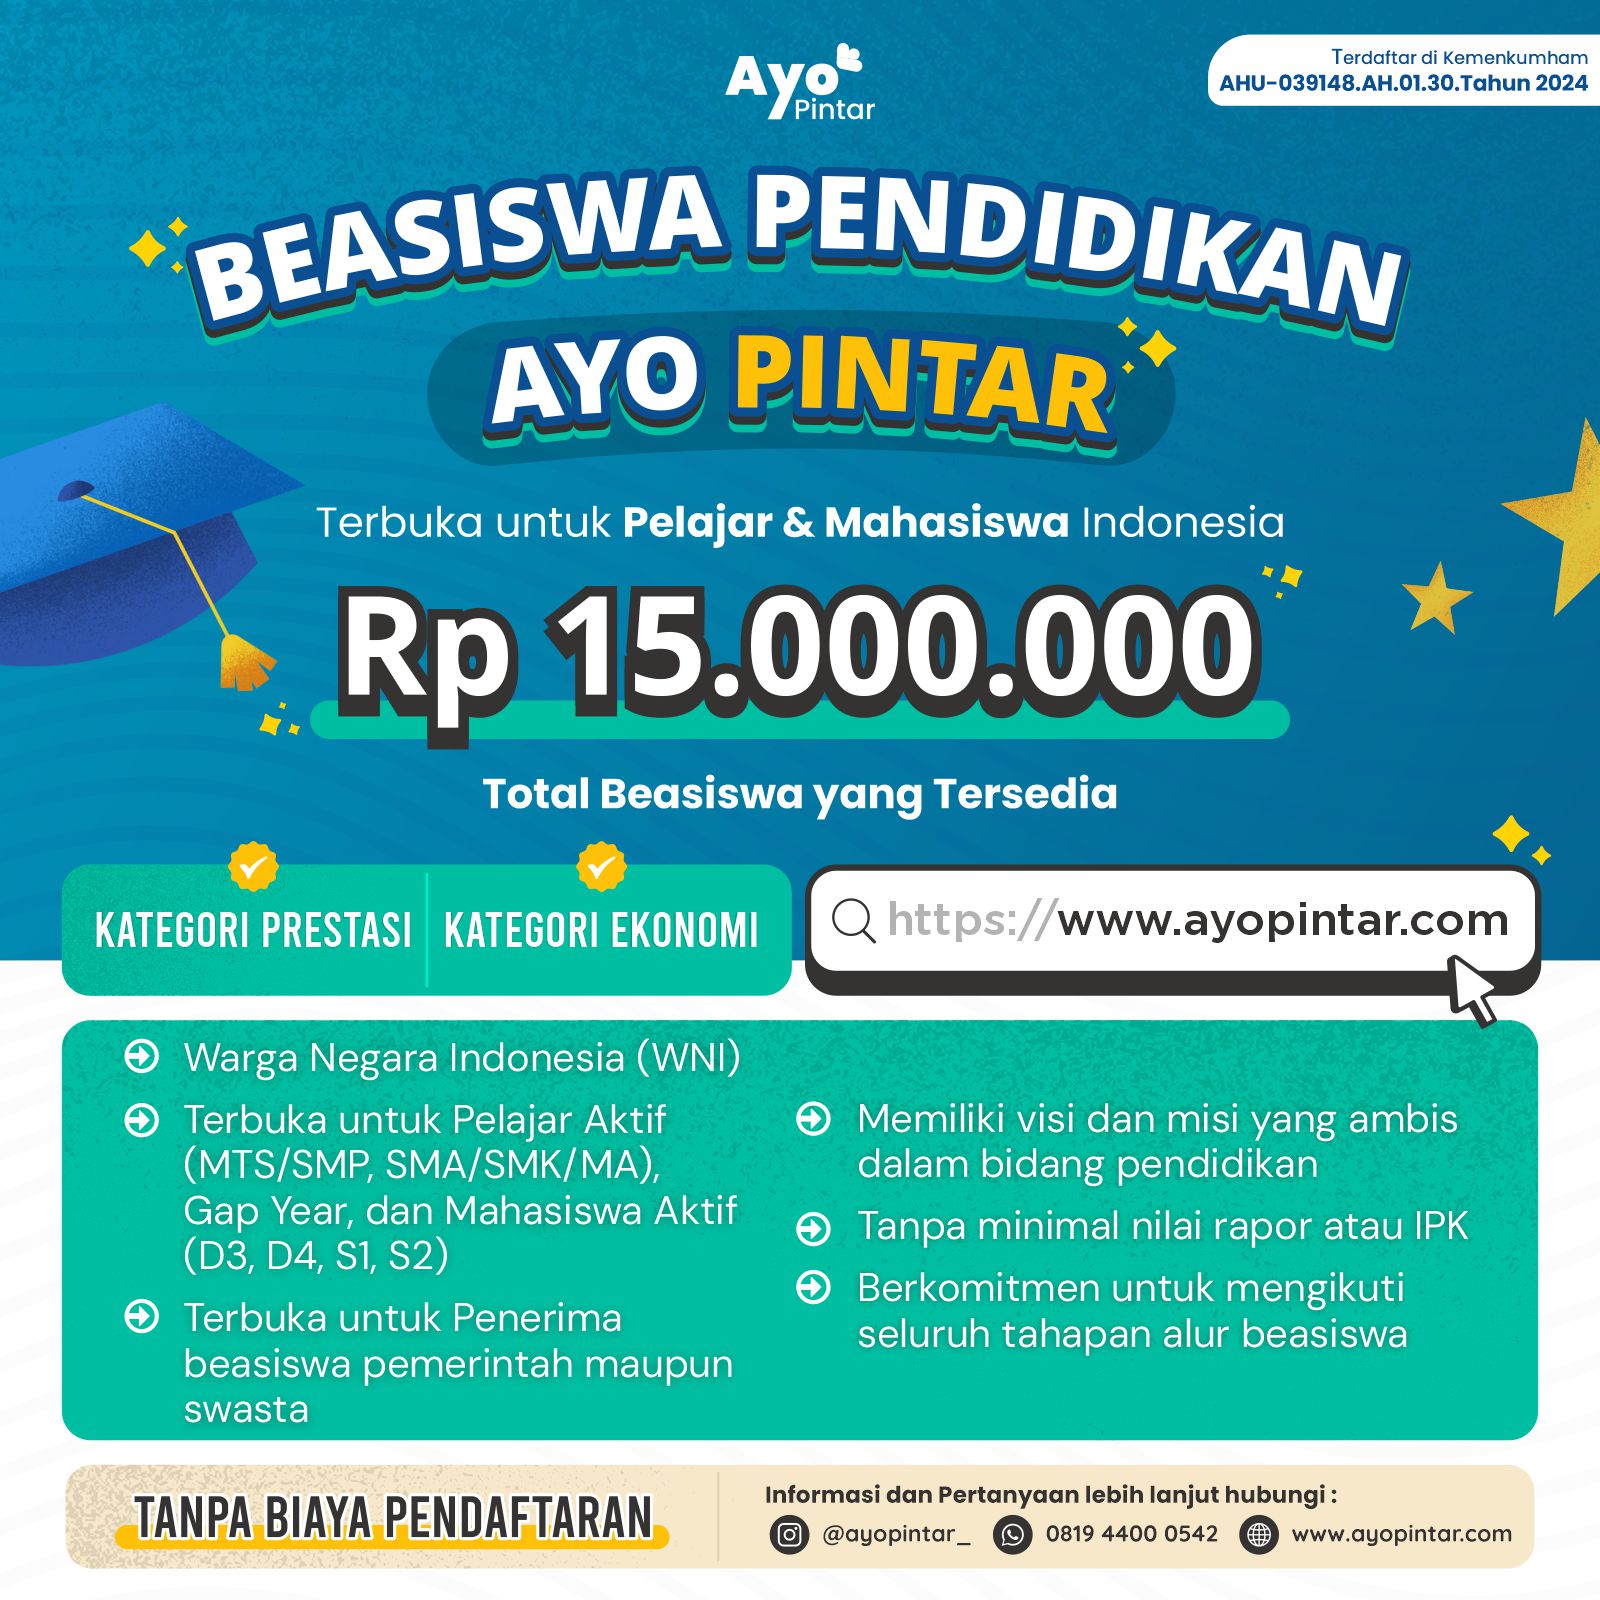 Ayo
Pintar
Terdaftar di Kemenkumham
AHU-039148.AH.01.30.Tahun 2024
BEASISWA PENDIDIKAN
AYO PINTAR
Terbuka untuk Pelajar & Mahasiswa Indonesia
Rp 15.000.000
Total Beasiswa yang Tersedia
KATEGORI PRESTASI
KATEGORI EKONOMI
https://www.ayopintar.com
Warga Negara Indonesia (WNI)
Terbuka untuk Pelajar Aktif
(MTS/SMP, SMA/SMK/MA),
Gap Year, dan Mahasiswa Aktif
(D3, D4, S1, S2)
Terbuka untuk Penerima
beasiswa pemerintah maupun
swasta
Memiliki visi dan misi yang ambis
dalam bidang pendidikan
Tanpa minimal nilai rapor atau IPK
Berkomitmen untuk mengikuti
seluruh tahapan alur beasiswa
TANPA BIAYA PENDAFTARAN
Informasi dan Pertanyaan lebih lanjut hubungi :
@ayopintar_
0819 4400 0542
www.ayopintar.com